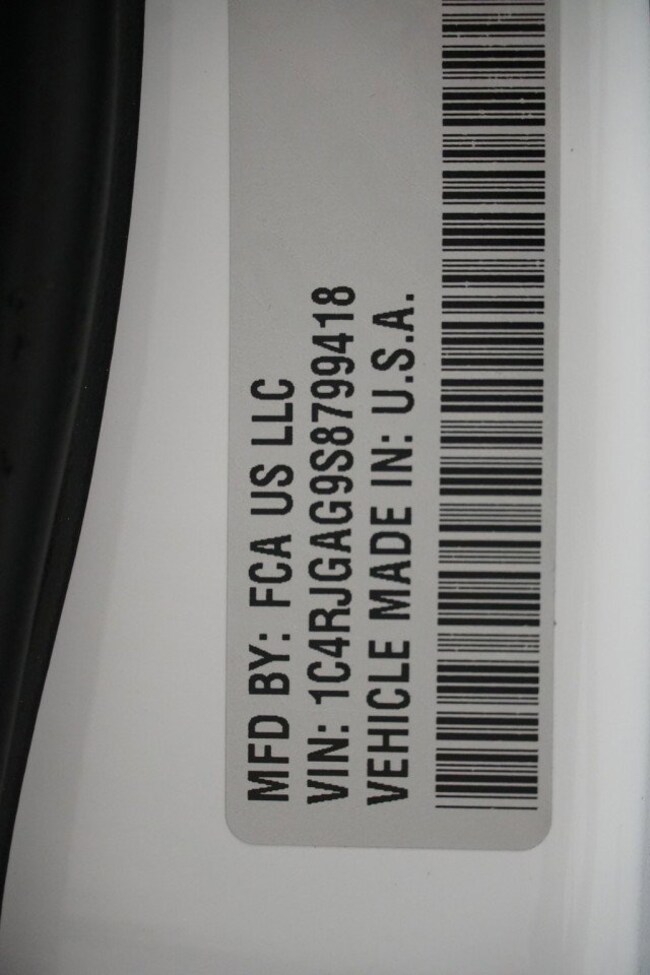 MFD BY: FCA US LLC
VIN: 1C4RJGAG9S8799418
VEHICLE MADE IN: U.S.A.